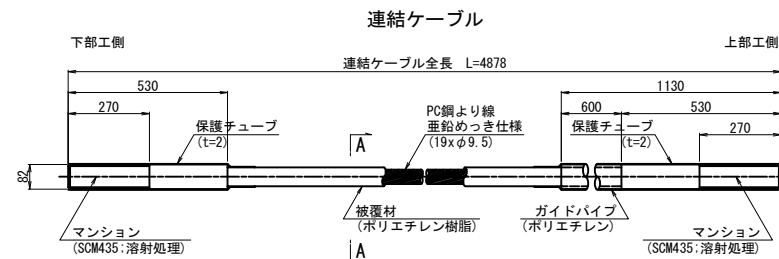 連結ケーブル
下部工側
上部工側
連結ケーブル全長 L=4878
530
1130
270
600
530
270
保護チューブ
(t=2)
A
PC鋼より線
亜鉛めっき仕様
(19xφ9.5)
保護チューブ
(t=2)
82
マンション
(SCM435;溶射処理)
被覆材
(ポリエチレン樹脂)
A
ガイドパイプ
(ポリエチレン)
マンション
(SCM435;溶射処理)